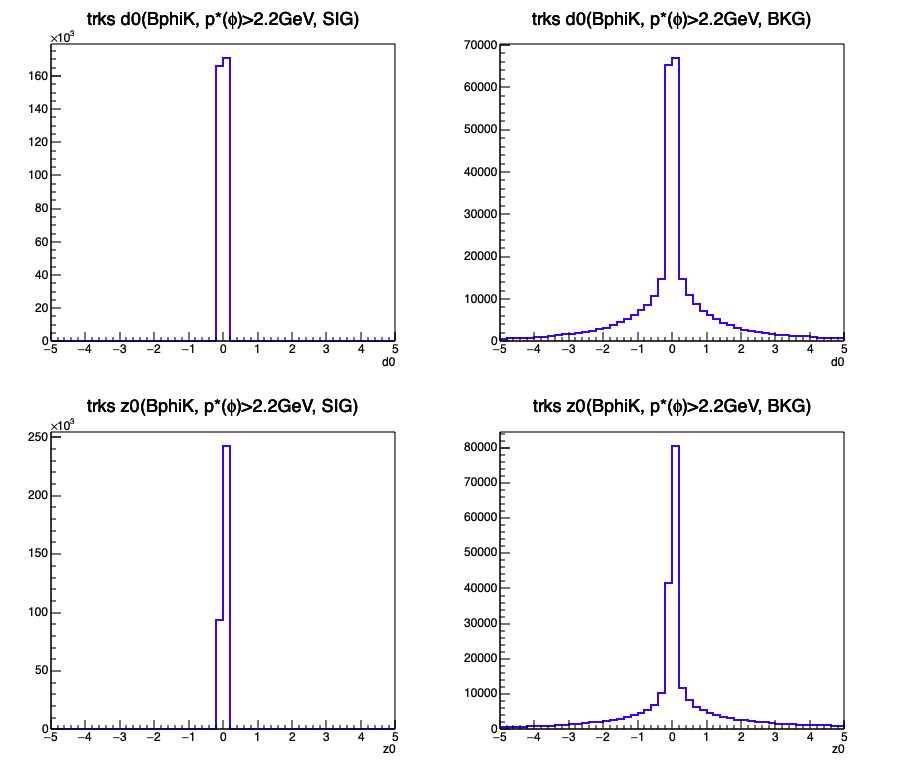 trks d0(BphiK, p*(ϕ)>2.2GeV, SIG)
×10³
160
140
120
100
80
60
40
20
0
−5 −4 −3 −2 −1 0 1 2 3 4 5
d0
trks d0(BphiK, p*(ϕ)>2.2GeV, BKG)
70000
60000
50000
40000
30000
20000
10000
0
−5 −4 −3 −2 −1 0 1 2 3 4 5
d0
trks z0(BphiK, p*(ϕ)>2.2GeV, SIG)
×10³
250
200
150
100
50
0
−5 −4 −3 −2 −1 0 1 2 3 4 5
z0
trks z0(BphiK, p*(ϕ)>2.2GeV, BKG)
80000
70000
60000
50000
40000
30000
20000
10000
0
−5 −4 −3 −2 −1 0 1 2 3 4 5
z0